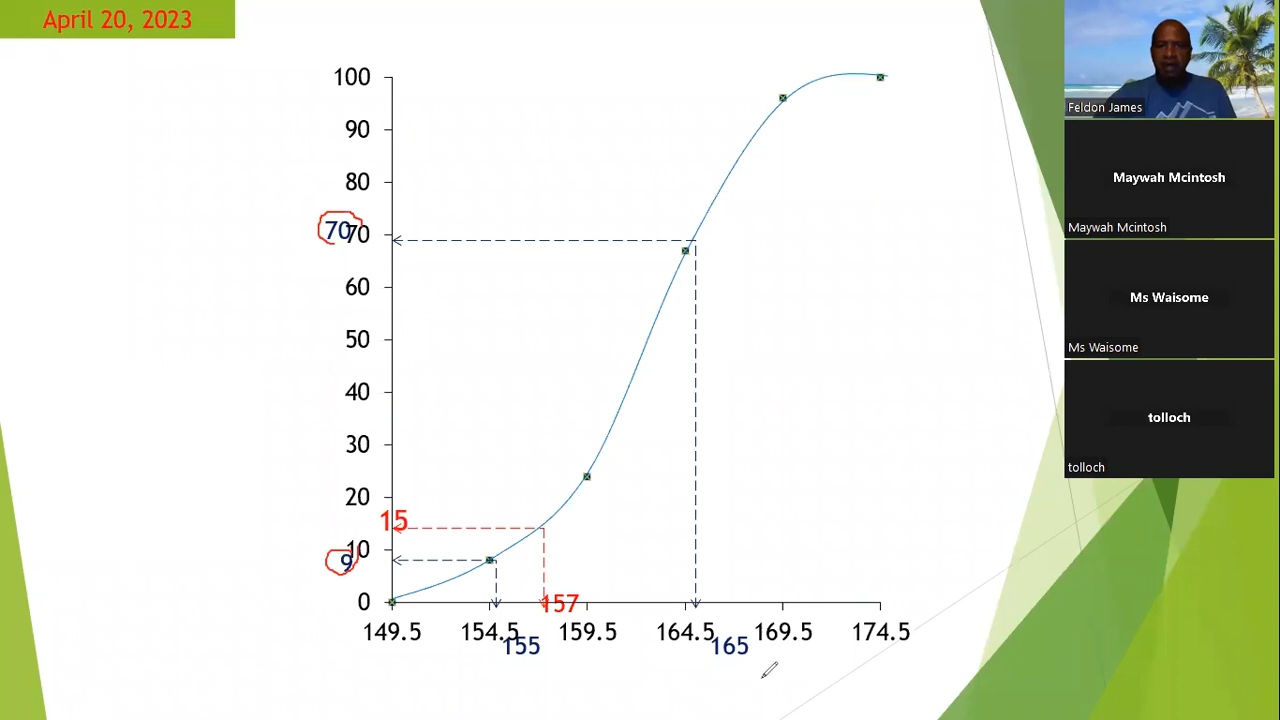 April 20, 2023
100
90
80
70
70
60
50
40
30
20
15
10
9
0
157
149.5 154.5 159.5 164.5 169.5 174.5
155 165
Feldon James
Maywah Mcintosh
Maywah Mcintosh
Ms Waisome
Ms Waisome
tolloch
tolloch